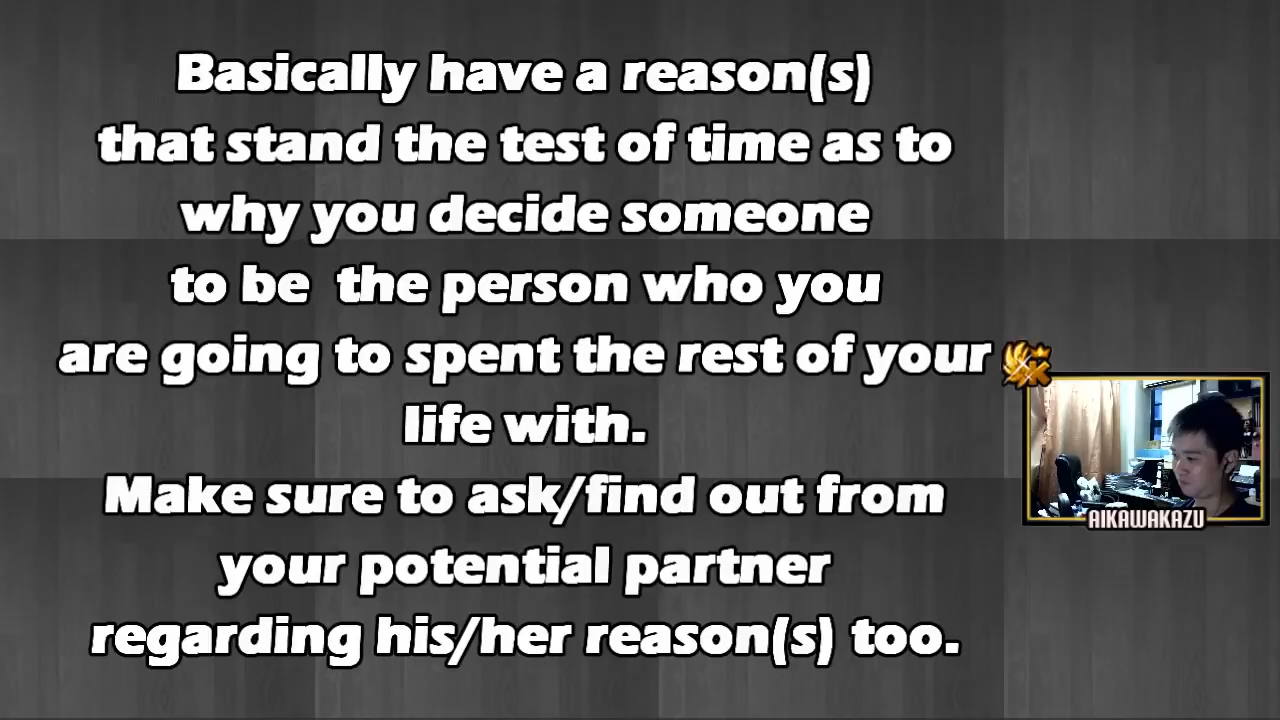 Basically have a reason(s)
that stand the test of time as to
why you decide someone
to be  the person who you
are going to spent the rest of your
life with.
Make sure to ask/find out from
your potential partner
regarding his/her reason(s) too.
AIKAWAKAZU